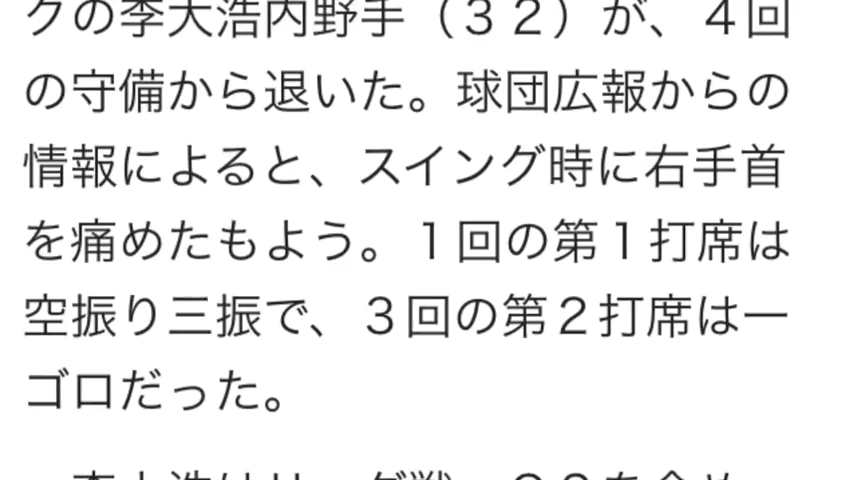 クの李大浩内野手（３２）が、４回
の守備から退いた。球団広報からの
情報によると、スイング時に右手首
を痛めたもよう。１回の第１打席は
空振り三振で、３回の第２打席は一
ゴロだった。